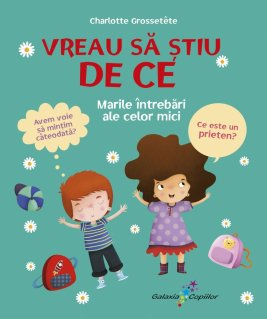 Charlotte Grossetête
VREAU SĂ ȘTIU
DE CE
Marile întrebări
ale celor mici
Avem voie
să mințim
câteodată?
Ce este un
prieten?
Galaxia Copiilor